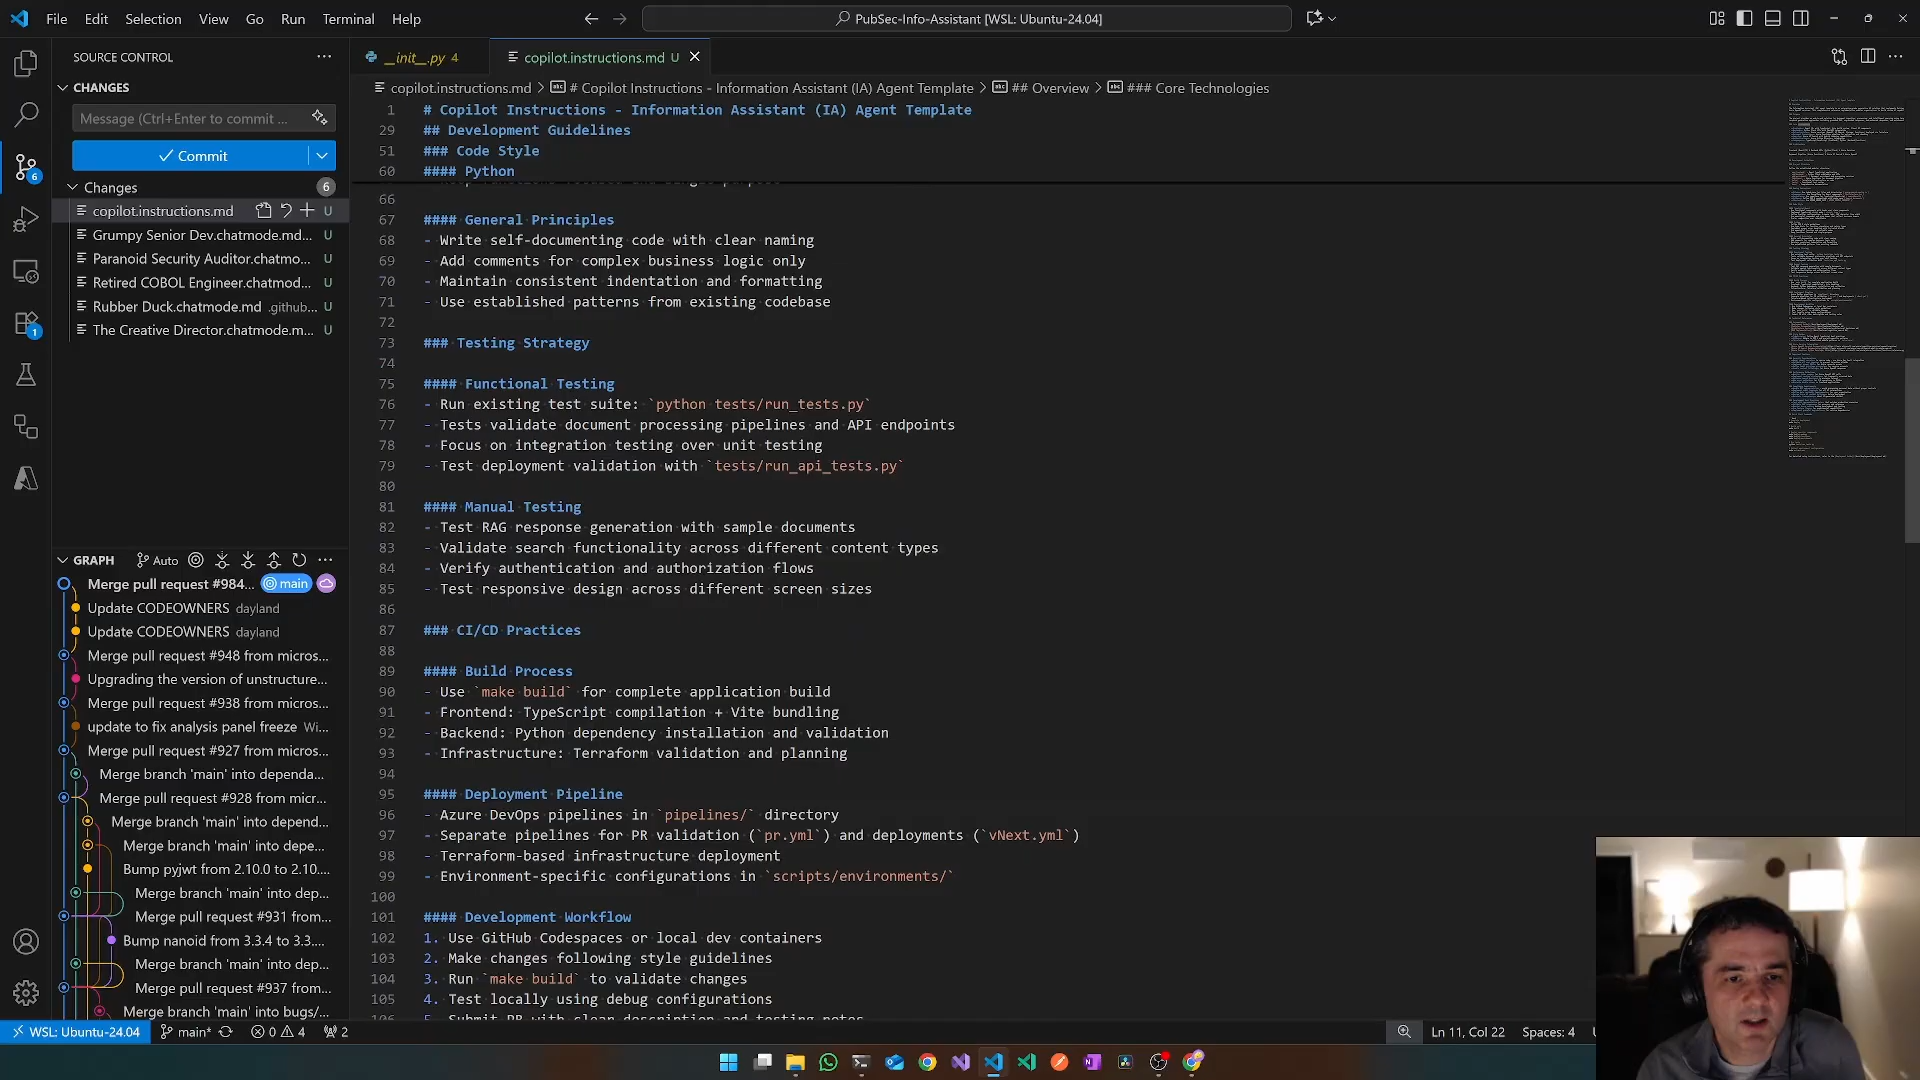 File Edit Selection View Go Run Terminal Help
PubSec-Info-Assistant [WSL: Ubuntu-24.04]
SOURCE CONTROL
CHANGES
Message (Ctrl+Enter to commit ...
Commit
Changes 6
copilot.instructions.md U
Grumpy Senior Dev.chatmode.md... U
Paranoid Security Auditor.chatmo... U
Retired COBOL Engineer.chatmod... U
Rubber Duck.chatmode.md .github... U
The Creative Director.chatmode.m... U
6
1
GRAPH Auto
Merge pull request #984... main
Update CODEOWNERS dayland
Update CODEOWNERS dayland
Merge pull request #948 from micros...
Upgrading the version of unstructure...
Merge pull request #938 from micros...
update to fix analysis panel freeze Wi...
Merge pull request #927 from micros...
Merge branch 'main' into dependa...
Merge pull request #928 from micr...
Merge branch 'main' into depend...
Merge branch 'main' into depe...
Bump pyjwt from 2.10.0 to 2.10....
Merge branch 'main' into dep...
Merge pull request #931 from...
Bump nanoid from 3.3.4 to 3.3....
Merge branch 'main' into dep...
Merge pull request #937 from...
Merge branch 'main' into bugs/...
__init__.py 4
copilot.instructions.md U
copilot.instructions.md > # Copilot Instructions - Information Assistant (IA) Agent Template > ## Overview > ### Core Technologies
1 # Copilot Instructions - Information Assistant (IA) Agent Template
29 ## Development Guidelines
51 ### Code Style
60 #### Python
66
67 #### General Principles
68 - Write self-documenting code with clear naming
69 - Add comments for complex business logic only
70 - Maintain consistent indentation and formatting
71 - Use established patterns from existing codebase
72
73 ### Testing Strategy
74
75 #### Functional Testing
76 - Run existing test suite: `python tests/run_tests.py`
77 - Tests validate document processing pipelines and API endpoints
78 - Focus on integration testing over unit testing
79 - Test deployment validation with `tests/run_api_tests.py`
80
81 #### Manual Testing
82 - Test RAG response generation with sample documents
83 - Validate search functionality across different content types
84 - Verify authentication and authorization flows
85 - Test responsive design across different screen sizes
86
87 ### CI/CD Practices
88
89 #### Build Process
90 - Use `make build` for complete application build
91 - Frontend: TypeScript compilation + Vite bundling
92 - Backend: Python dependency installation and validation
93 - Infrastructure: Terraform validation and planning
94
95 #### Deployment Pipeline
96 - Azure DevOps pipelines in `pipelines/` directory
97 - Separate pipelines for PR validation (`pr.yml`) and deployments (`vNext.yml`)
98 - Terraform-based infrastructure deployment
99 - Environment-specific configurations in `scripts/environments/`
100
101 #### Development Workflow
102 1. Use GitHub Codespaces or local dev containers
103 2. Make changes following style guidelines
104 3. Run `make build` to validate changes
105 4. Test locally using debug configurations
106 5. Submit PR with clear description and testing notes
WSL: Ubuntu-24.04 main* 0 4 2
Ln 11, Col 22 Spaces: 4